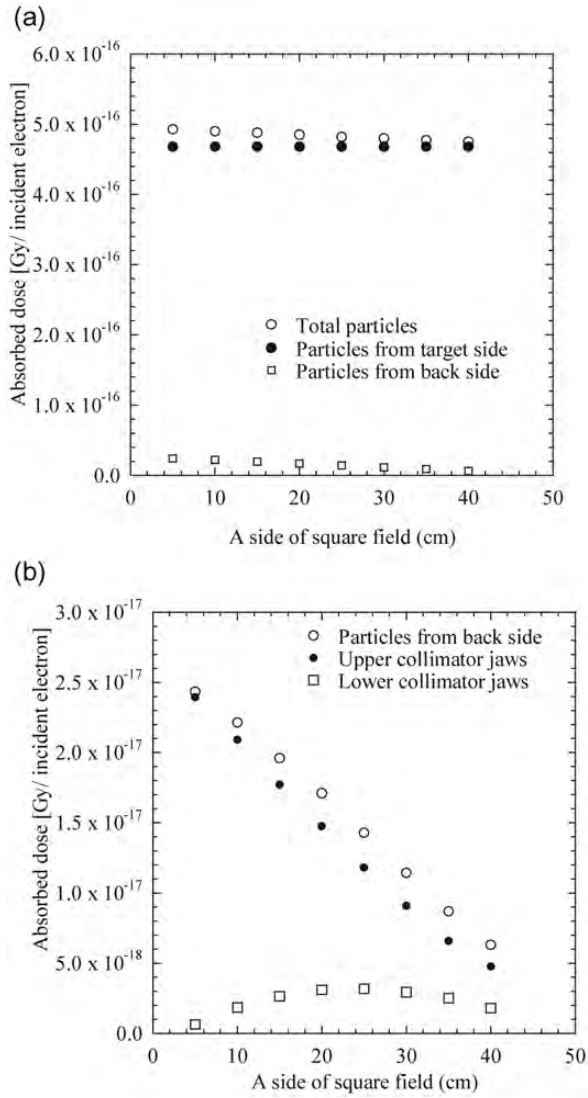 (a)
6.0 x 10⁻¹⁶
5.0 x 10⁻¹⁶
4.0 x 10⁻¹⁶
3.0 x 10⁻¹⁶
2.0 x 10⁻¹⁶
1.0 x 10⁻¹⁶
0.0
Absorbed dose [Gy/ incident electron]
Total particles
Particles from target side
Particles from back side
0 10 20 30 40 50
A side of square field (cm)
(b)
3.0 x 10⁻¹⁷
2.5 x 10⁻¹⁷
2.0 x 10⁻¹⁷
1.5 x 10⁻¹⁷
1.0 x 10⁻¹⁷
5.0 x 10⁻¹⁸
0.0
Absorbed dose [Gy/ incident electron]
Particles from back side
Upper collimator jaws
Lower collimator jaws
0 10 20 30 40 50
A side of square field (cm)